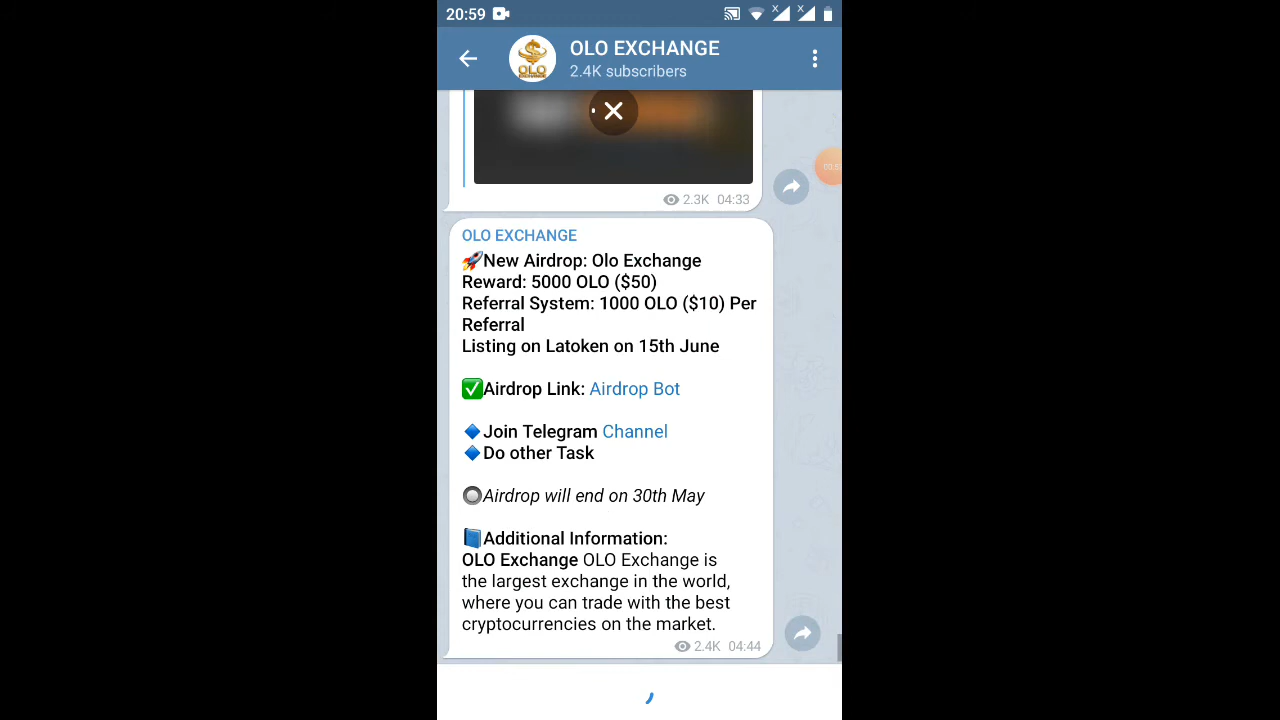 20:59
OLO EXCHANGE
2.4K subscribers
2.3K 04:33
OLO EXCHANGE
🚀New Airdrop: Olo Exchange
Reward: 5000 OLO ($50)
Referral System: 1000 OLO ($10) Per
Referral
Listing on Latoken on 15th June
✅Airdrop Link: Airdrop Bot
🔹Join Telegram Channel
🔹Do other Task
🔘Airdrop will end on 30th May
📘Additional Information:
OLO Exchange OLO Exchange is
the largest exchange in the world,
where you can trade with the best
cryptocurrencies on the market.
2.4K 04:44